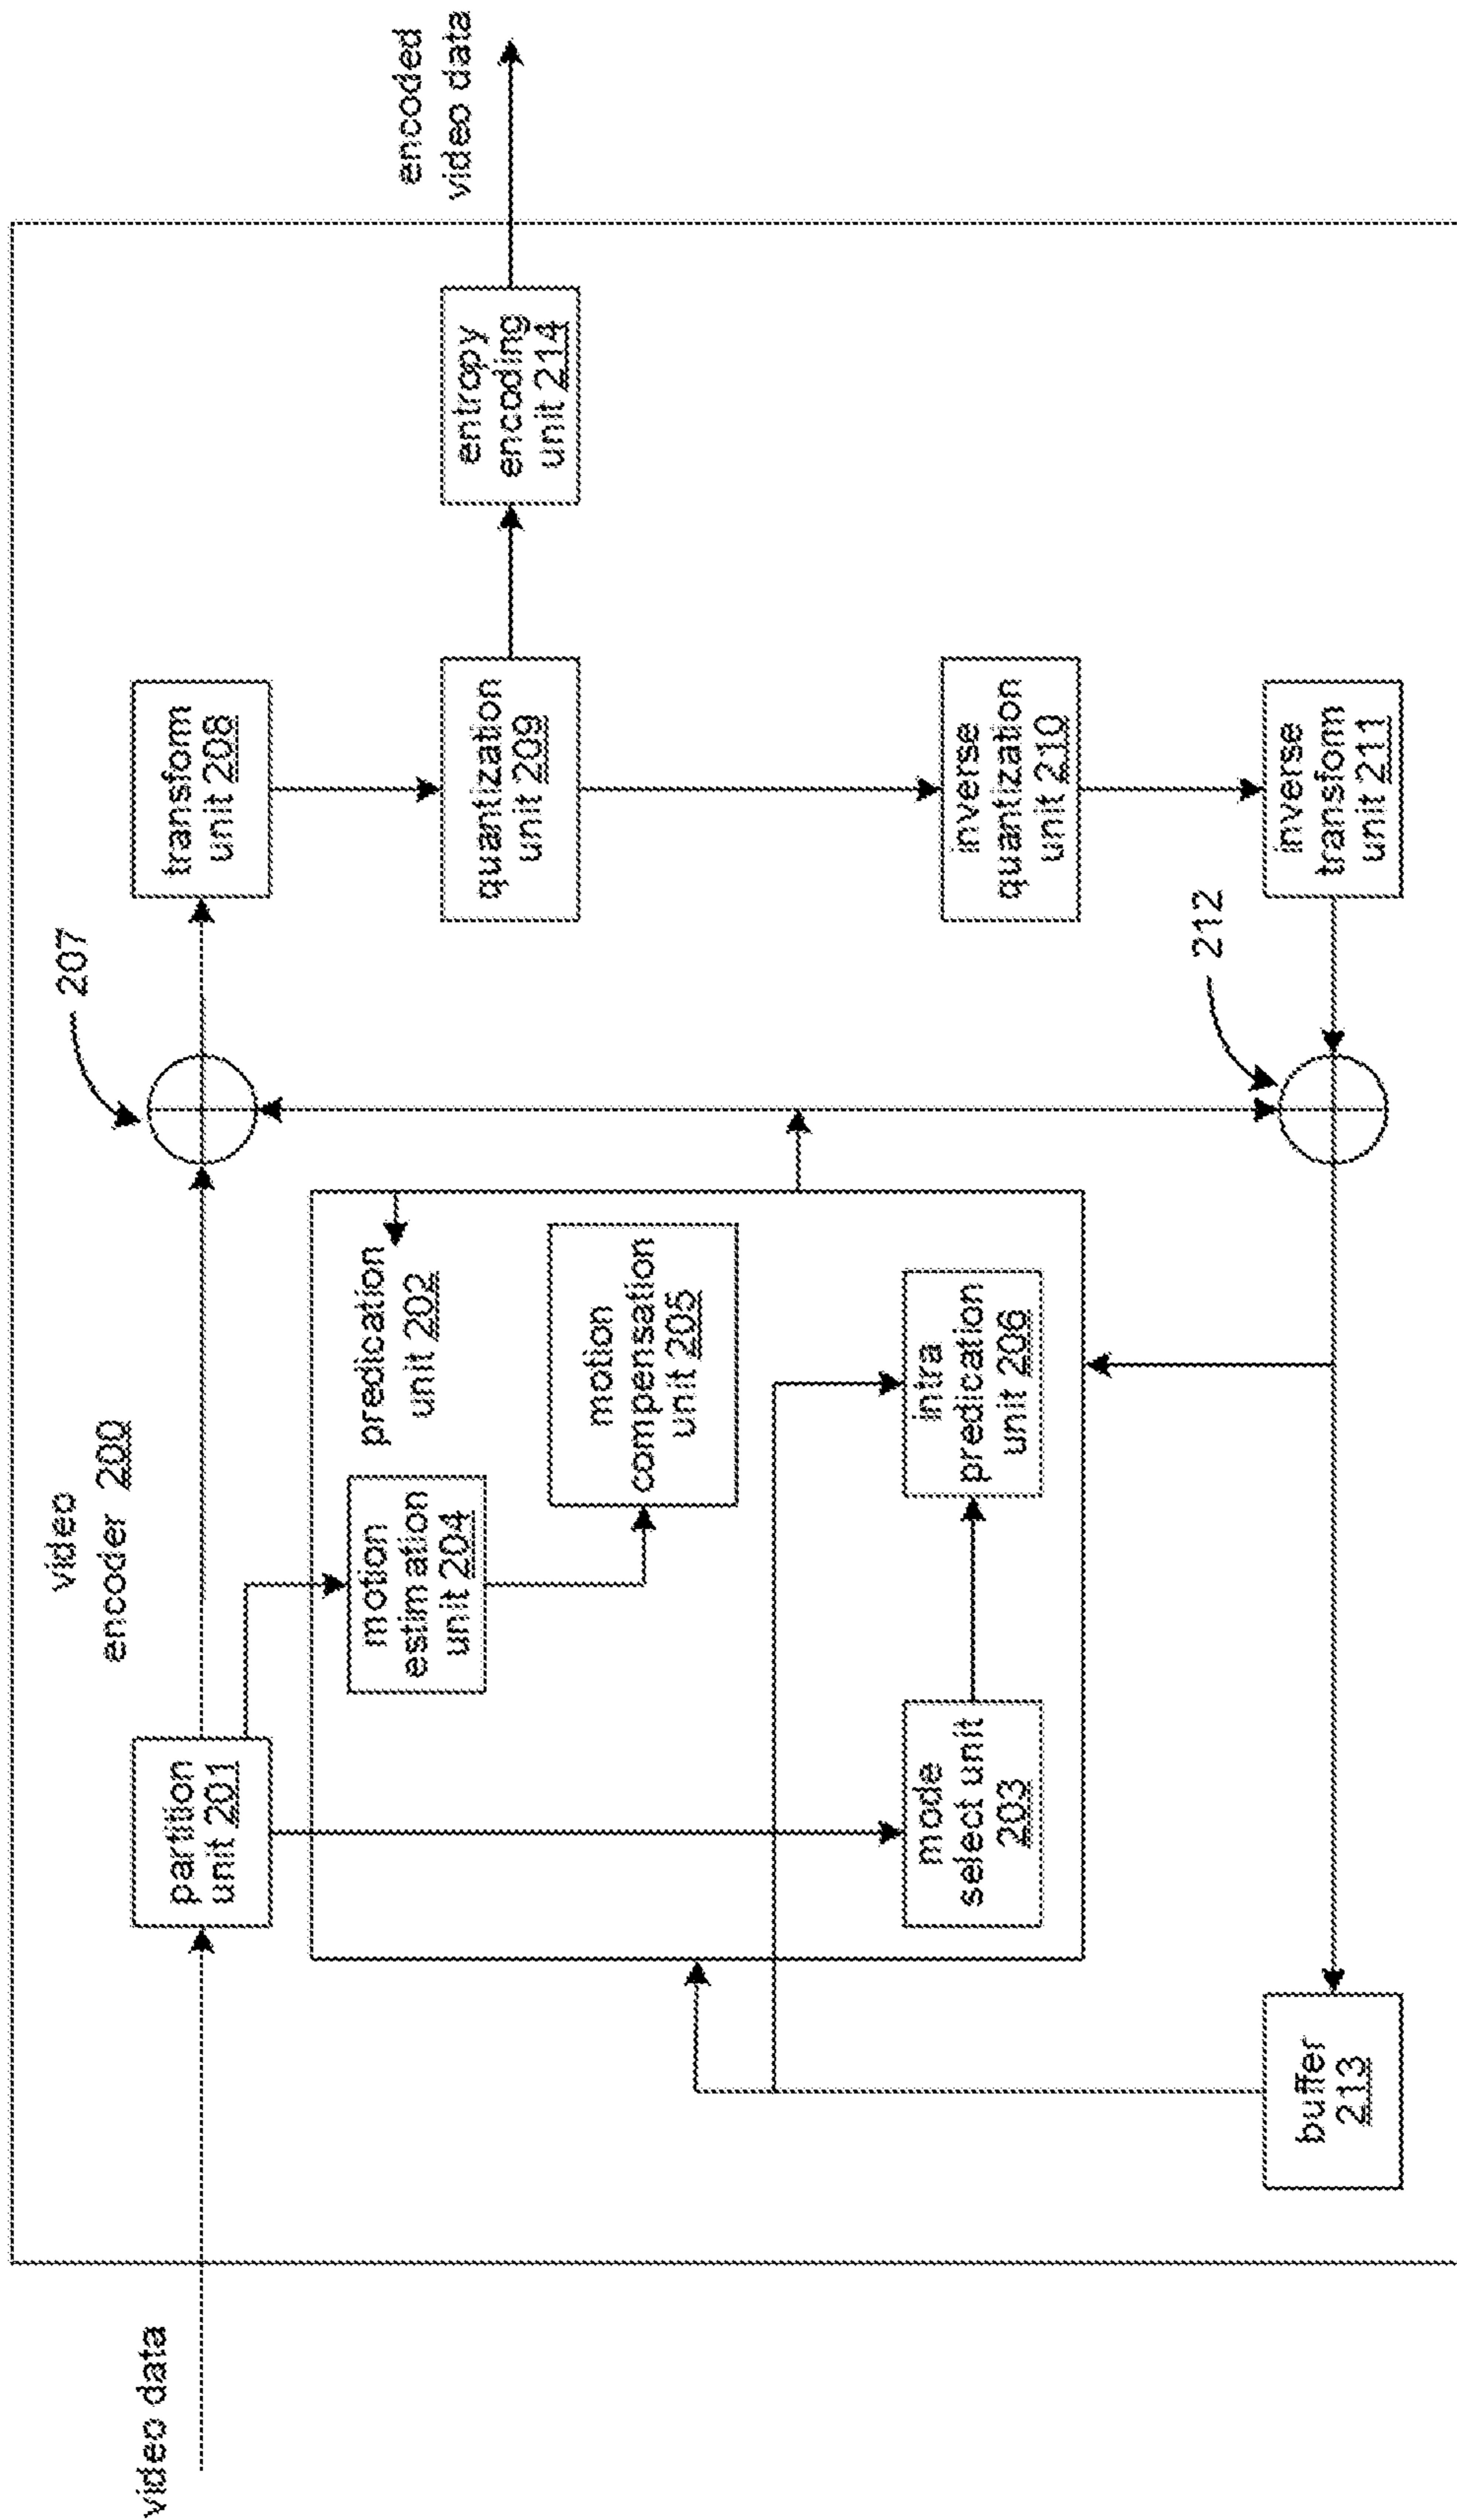 video
encoder 200
video data
partition
unit 201
207
transform
unit 208
predication
unit 202
motion
estimation
unit 204
motion
compensation
unit 205
mode
select unit
203
intra
predication
unit 206
quantization
unit 209
entropy
encoding
unit 214
encoded
video data
inverse
quantization
unit 210
inverse
transform
unit 211
212
buffer
213